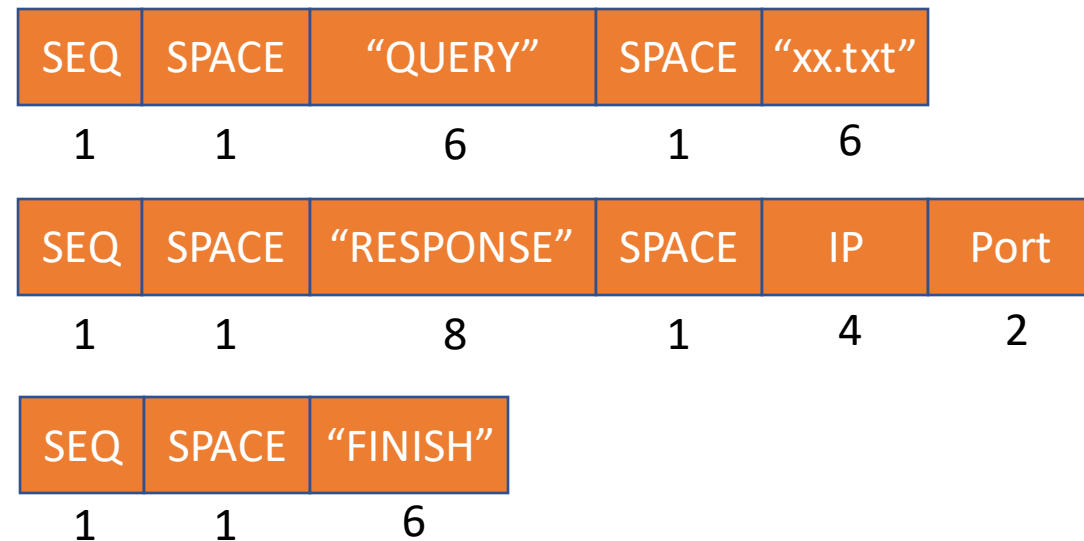 SEQ SPACE “QUERY” SPACE “xx.txt”
1 1 6 1 6
SEQ SPACE “RESPONSE” SPACE IP Port
1 1 8 1 4 2
SEQ SPACE “FINISH”
1 1 6